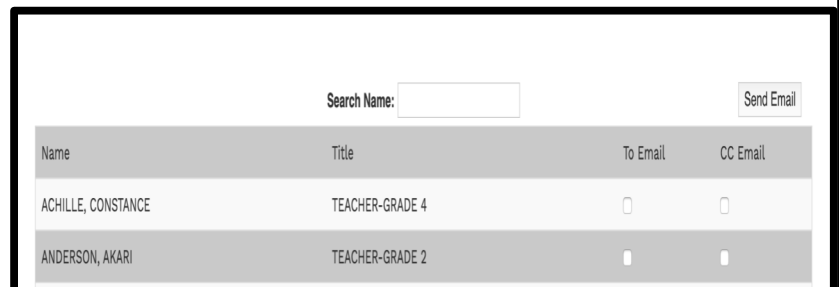 Search Name: Send Email
Name Title To Email CC Email
ACHILLE, CONSTANCE TEACHER-GRADE 4
ANDERSON, AKARI TEACHER-GRADE 2